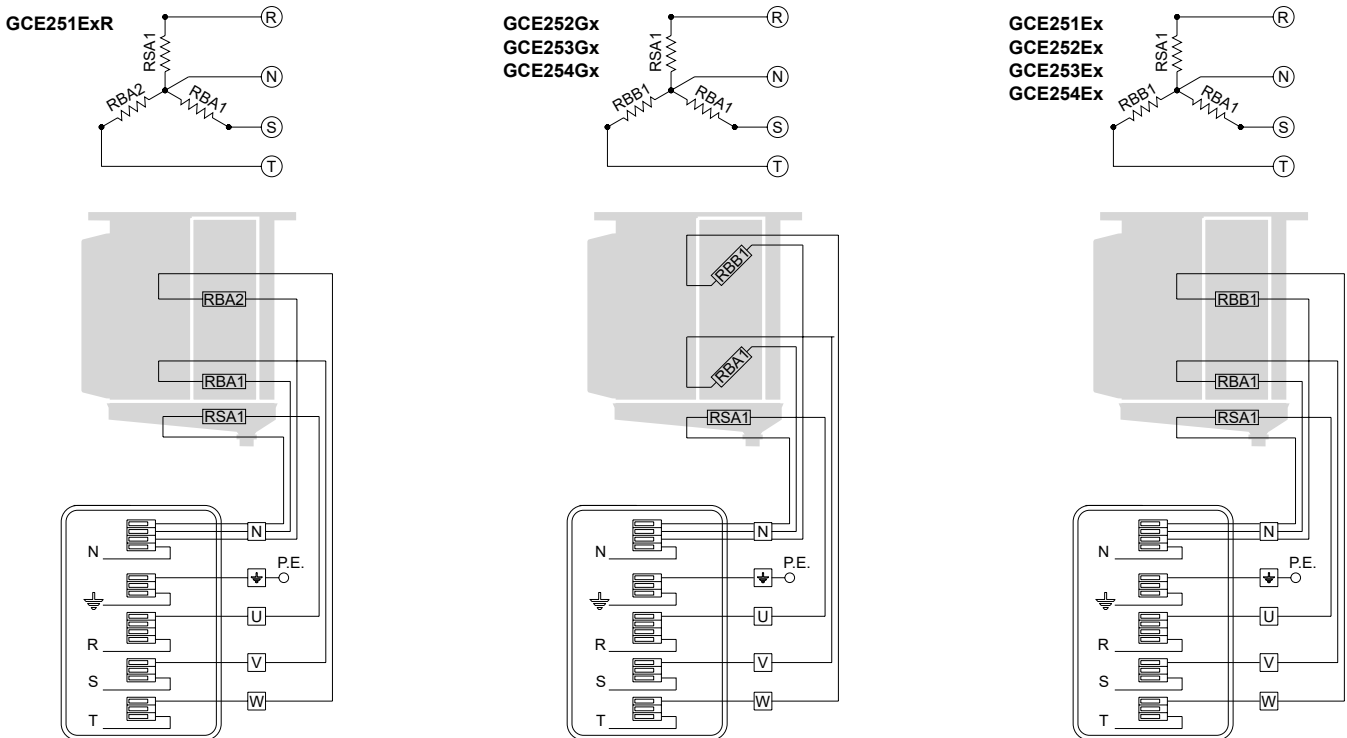 GCE251ExR
R
RSA1
N
RBA2
RBA1
S
T
RBA2
RBA1
RSA1
N
N
P.E.
U
R
V
S
W
T
GCE252Gx
GCE253Gx
GCE254Gx
R
RSA1
N
RBB1
RBA1
S
T
RBB1
RBA1
RSA1
N
N
P.E.
U
R
V
S
W
T
GCE251Ex
GCE252Ex
GCE253Ex
GCE254Ex
R
RSA1
N
RBB1
RBA1
S
T
RBB1
RBA1
RSA1
N
N
P.E.
U
R
V
S
W
T